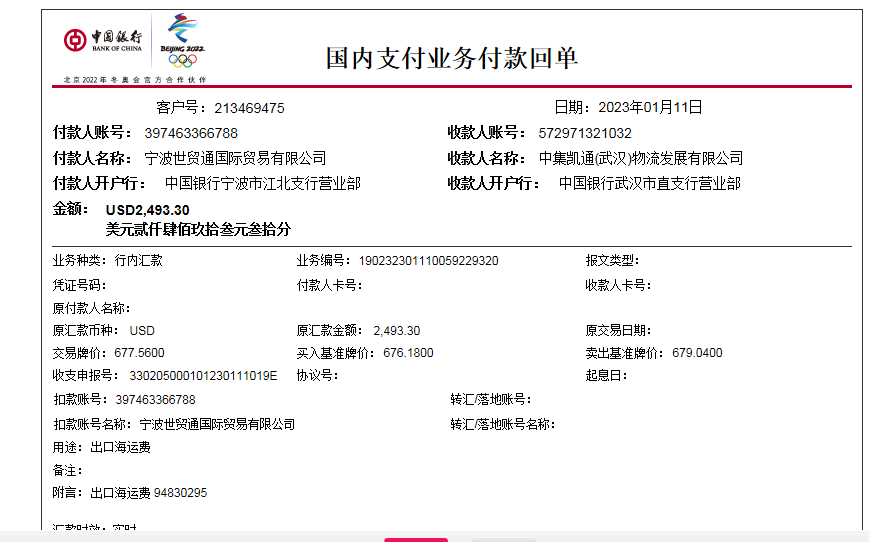 中国银行
BANK OF CHINA
BEIJING 2022
北京2022年冬奥会官方合作伙伴
国内支付业务付款回单
客户号：213469475 日期：2023年01月11日
付款人账号：397463366788 收款人账号：572971321032
付款人名称：宁波世贸通国际贸易有限公司 收款人名称：中集凯通(武汉)物流发展有限公司
付款人开户行：中国银行宁波市江北支行营业部 收款人开户行：中国银行武汉市直支行营业部
金额：USD2,493.30
美元贰仟肆佰玖拾叁元叁拾分
业务种类：行内汇款 业务编号：190232301110059229320 报文类型：
凭证号码： 付款人卡号： 收款人卡号：
原付款人名称：
原汇款币种：USD 原汇款金额：2,493.30 原交易日期：
交易牌价：677.5600 买入基准牌价：676.1800 卖出基准牌价：679.0400
收支申报号：330205000101230111019E 协议号： 起息日：
扣款账号：397463366788 转汇/落地账号：
扣款账号名称：宁波世贸通国际贸易有限公司 转汇/落地账号名称：
用途：出口海运费
备注：
附言：出口海运费 94830295
汇款时效：实时